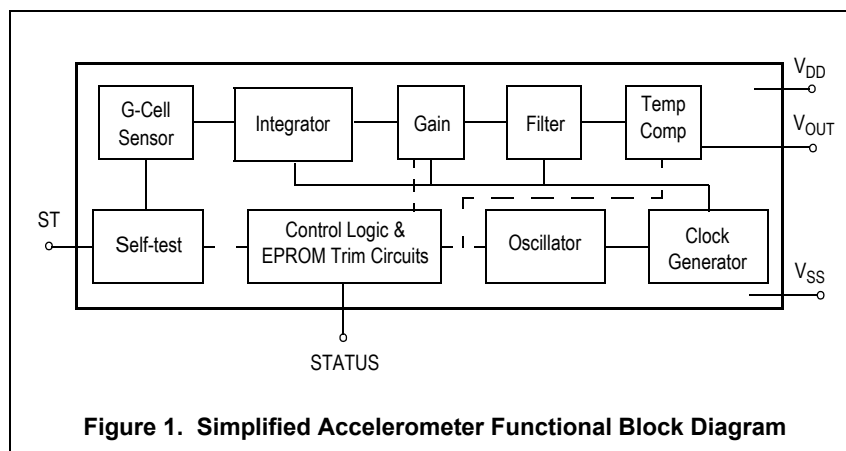 G-Cell
Sensor
Integrator
Gain
Filter
Temp
Comp
VDD
VOUT
ST
Self-test
Control Logic &
EPROM Trim Circuits
Oscillator
Clock
Generator
VSS
STATUS
Figure 1. Simplified Accelerometer Functional Block Diagram